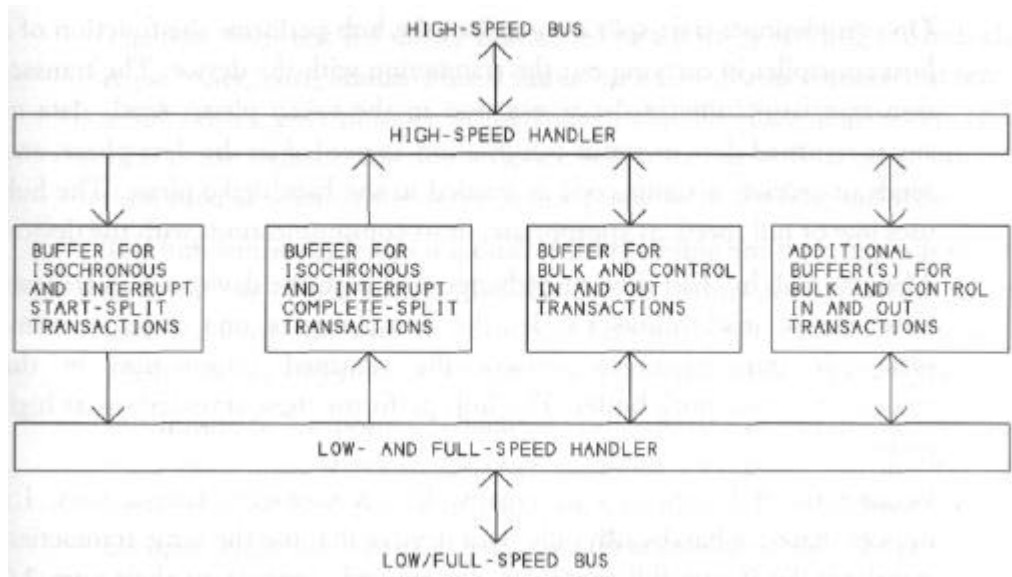 HIGH-SPEED BUS
HIGH-SPEED HANDLER
BUFFER FOR
ISOCHRONOUS
AND INTERRUPT
START-SPLIT
TRANSACTIONS
BUFFER FOR
ISOCHRONOUS
AND INTERRUPT
COMPLETE-SPLIT
TRANSACTIONS
BUFFER FOR
BULK AND CONTROL
IN AND OUT
TRANSACTIONS
ADDITIONAL
BUFFER(S) FOR
BULK AND CONTROL
IN AND OUT
TRANSACTIONS
LOW- AND FULL-SPEED HANDLER
LOW/FULL-SPEED BUS